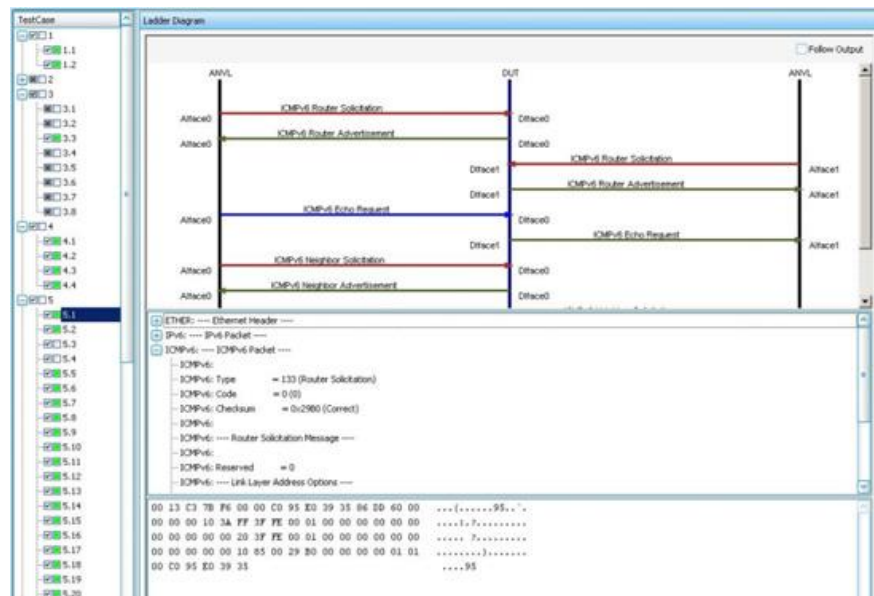 TestCase
1
1.1
1.2
2
3
3.1
3.2
3.3
3.4
3.5
3.6
3.7
3.8
4
4.1
4.2
4.3
4.4
5
5.1
5.2
5.3
5.4
5.5
5.6
5.7
5.8
5.9
5.10
5.11
5.12
5.13
5.14
5.15
5.16
5.17
5.18
5.19
5.20
Ladder Diagram
Follow Output
ANVL DUT ANVL
AIface0 ICMPv6 Router Solicitation DIface0
AIface0 ICMPv6 Router Advertisement DIface0
DIface1 ICMPv6 Router Solicitation AIface1
DIface1 ICMPv6 Router Advertisement AIface1
AIface0 ICMPv6 Echo Request DIface0
DIface1 ICMPv6 Echo Request AIface1
AIface0 ICMPv6 Neighbor Solicitation DIface0
AIface0 ICMPv6 Neighbor Advertisement DIface0
ETHER: ---- Ethernet Header ----
IPv6: ---- IPv6 Packet ----
ICMPv6: ---- ICMPv6 Packet ----
ICMPv6:
ICMPv6: Type = 133 (Router Solicitation)
ICMPv6: Code = 0 (0)
ICMPv6: Checksum = 0x29B0 (Correct)
ICMPv6:
ICMPv6: ---- Router Solicitation Message ----
ICMPv6:
ICMPv6: Reserved = 0
ICMPv6: ---- Link Layer Address Options ----
00 13 C3 7B F6 00 00 C0 95 E0 39 35 86 DD 60 00 ...{......95..`.
00 00 00 10 3A FF 3F FE 00 01 00 00 00 00 00 00 ....:.?.........
00 00 00 00 00 20 3F FE 00 01 00 00 00 00 00 00 ..... ?.........
00 00 00 00 00 10 85 00 29 B0 00 00 00 00 01 01 ........).......
00 C0 95 E0 39 35 ....95